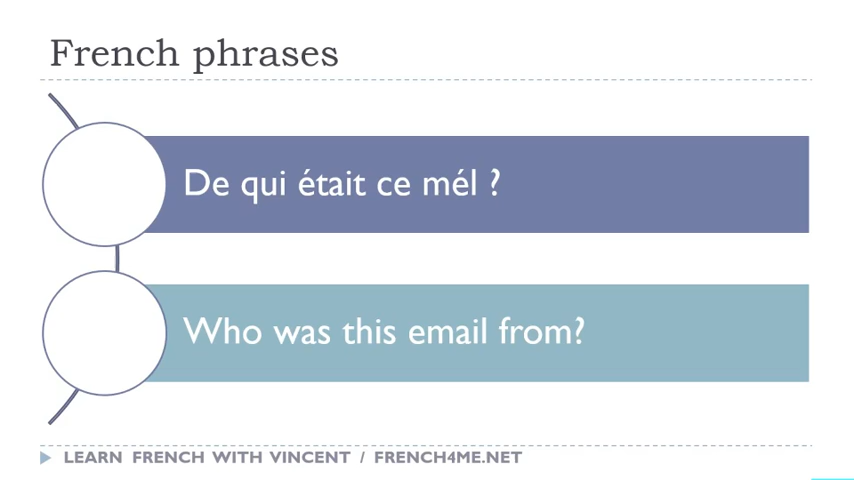 French phrases
De qui était ce mél ?
Who was this email from?
LEARN FRENCH WITH VINCENT / FRENCH4ME.NET